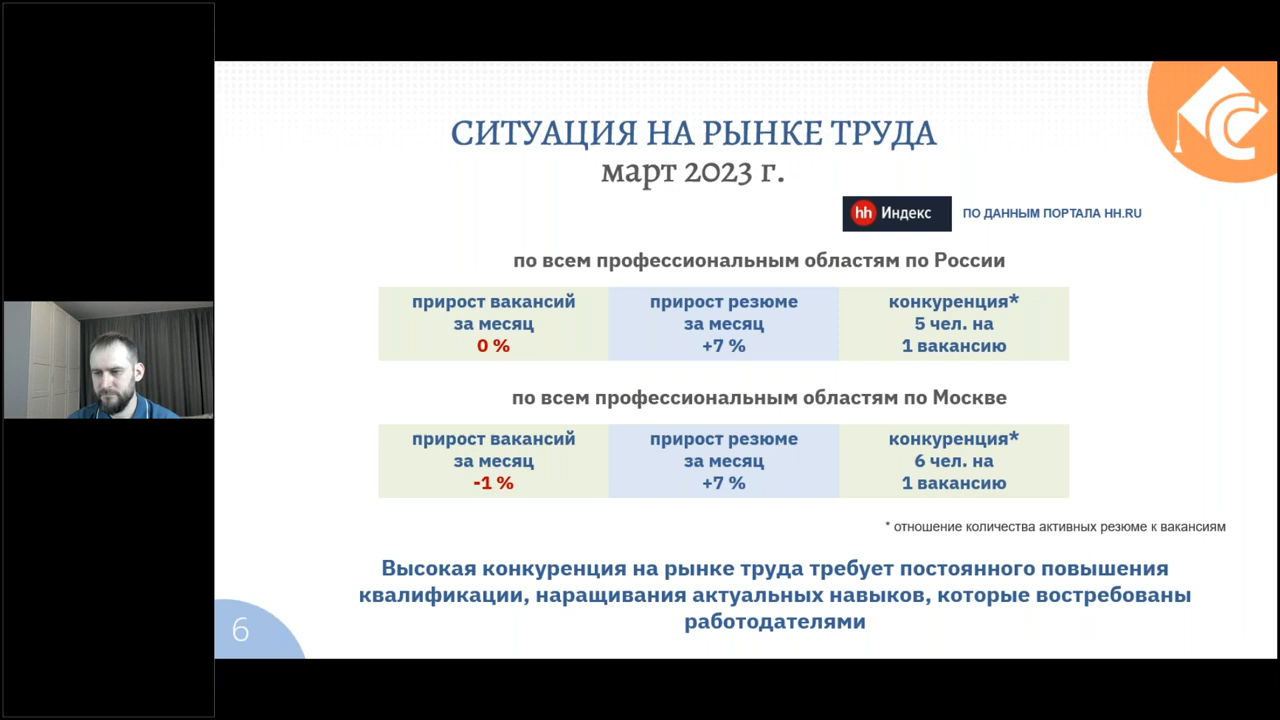 СИТУАЦИЯ НА РЫНКЕ ТРУДА
март 2023 г.
hh Индекс ПО ДАННЫМ ПОРТАЛА HH.RU
по всем профессиональным областям по России
прирост вакансий
за месяц
0 %
прирост резюме
за месяц
+7 %
конкуренция*
5 чел. на
1 вакансию
по всем профессиональным областям по Москве
прирост вакансий
за месяц
-1 %
прирост резюме
за месяц
+7 %
конкуренция*
6 чел. на
1 вакансию
* отношение количества активных резюме к вакансиям
Высокая конкуренция на рынке труда требует постоянного повышения
квалификации, наращивания актуальных навыков, которые востребованы
работодателями
6